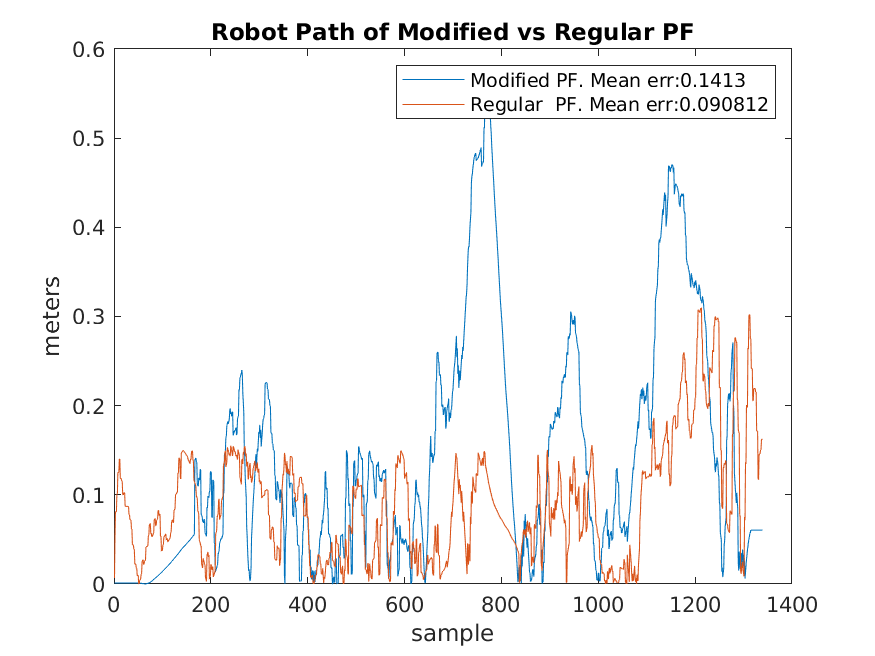 Robot Path of Modified vs Regular PF
0.6
0.5
0.4
0.3
0.2
0.1
0
meters
Modified PF. Mean err:0.1413
Regular  PF. Mean err:0.090812
0 200 400 600 800 1000 1200 1400
sample